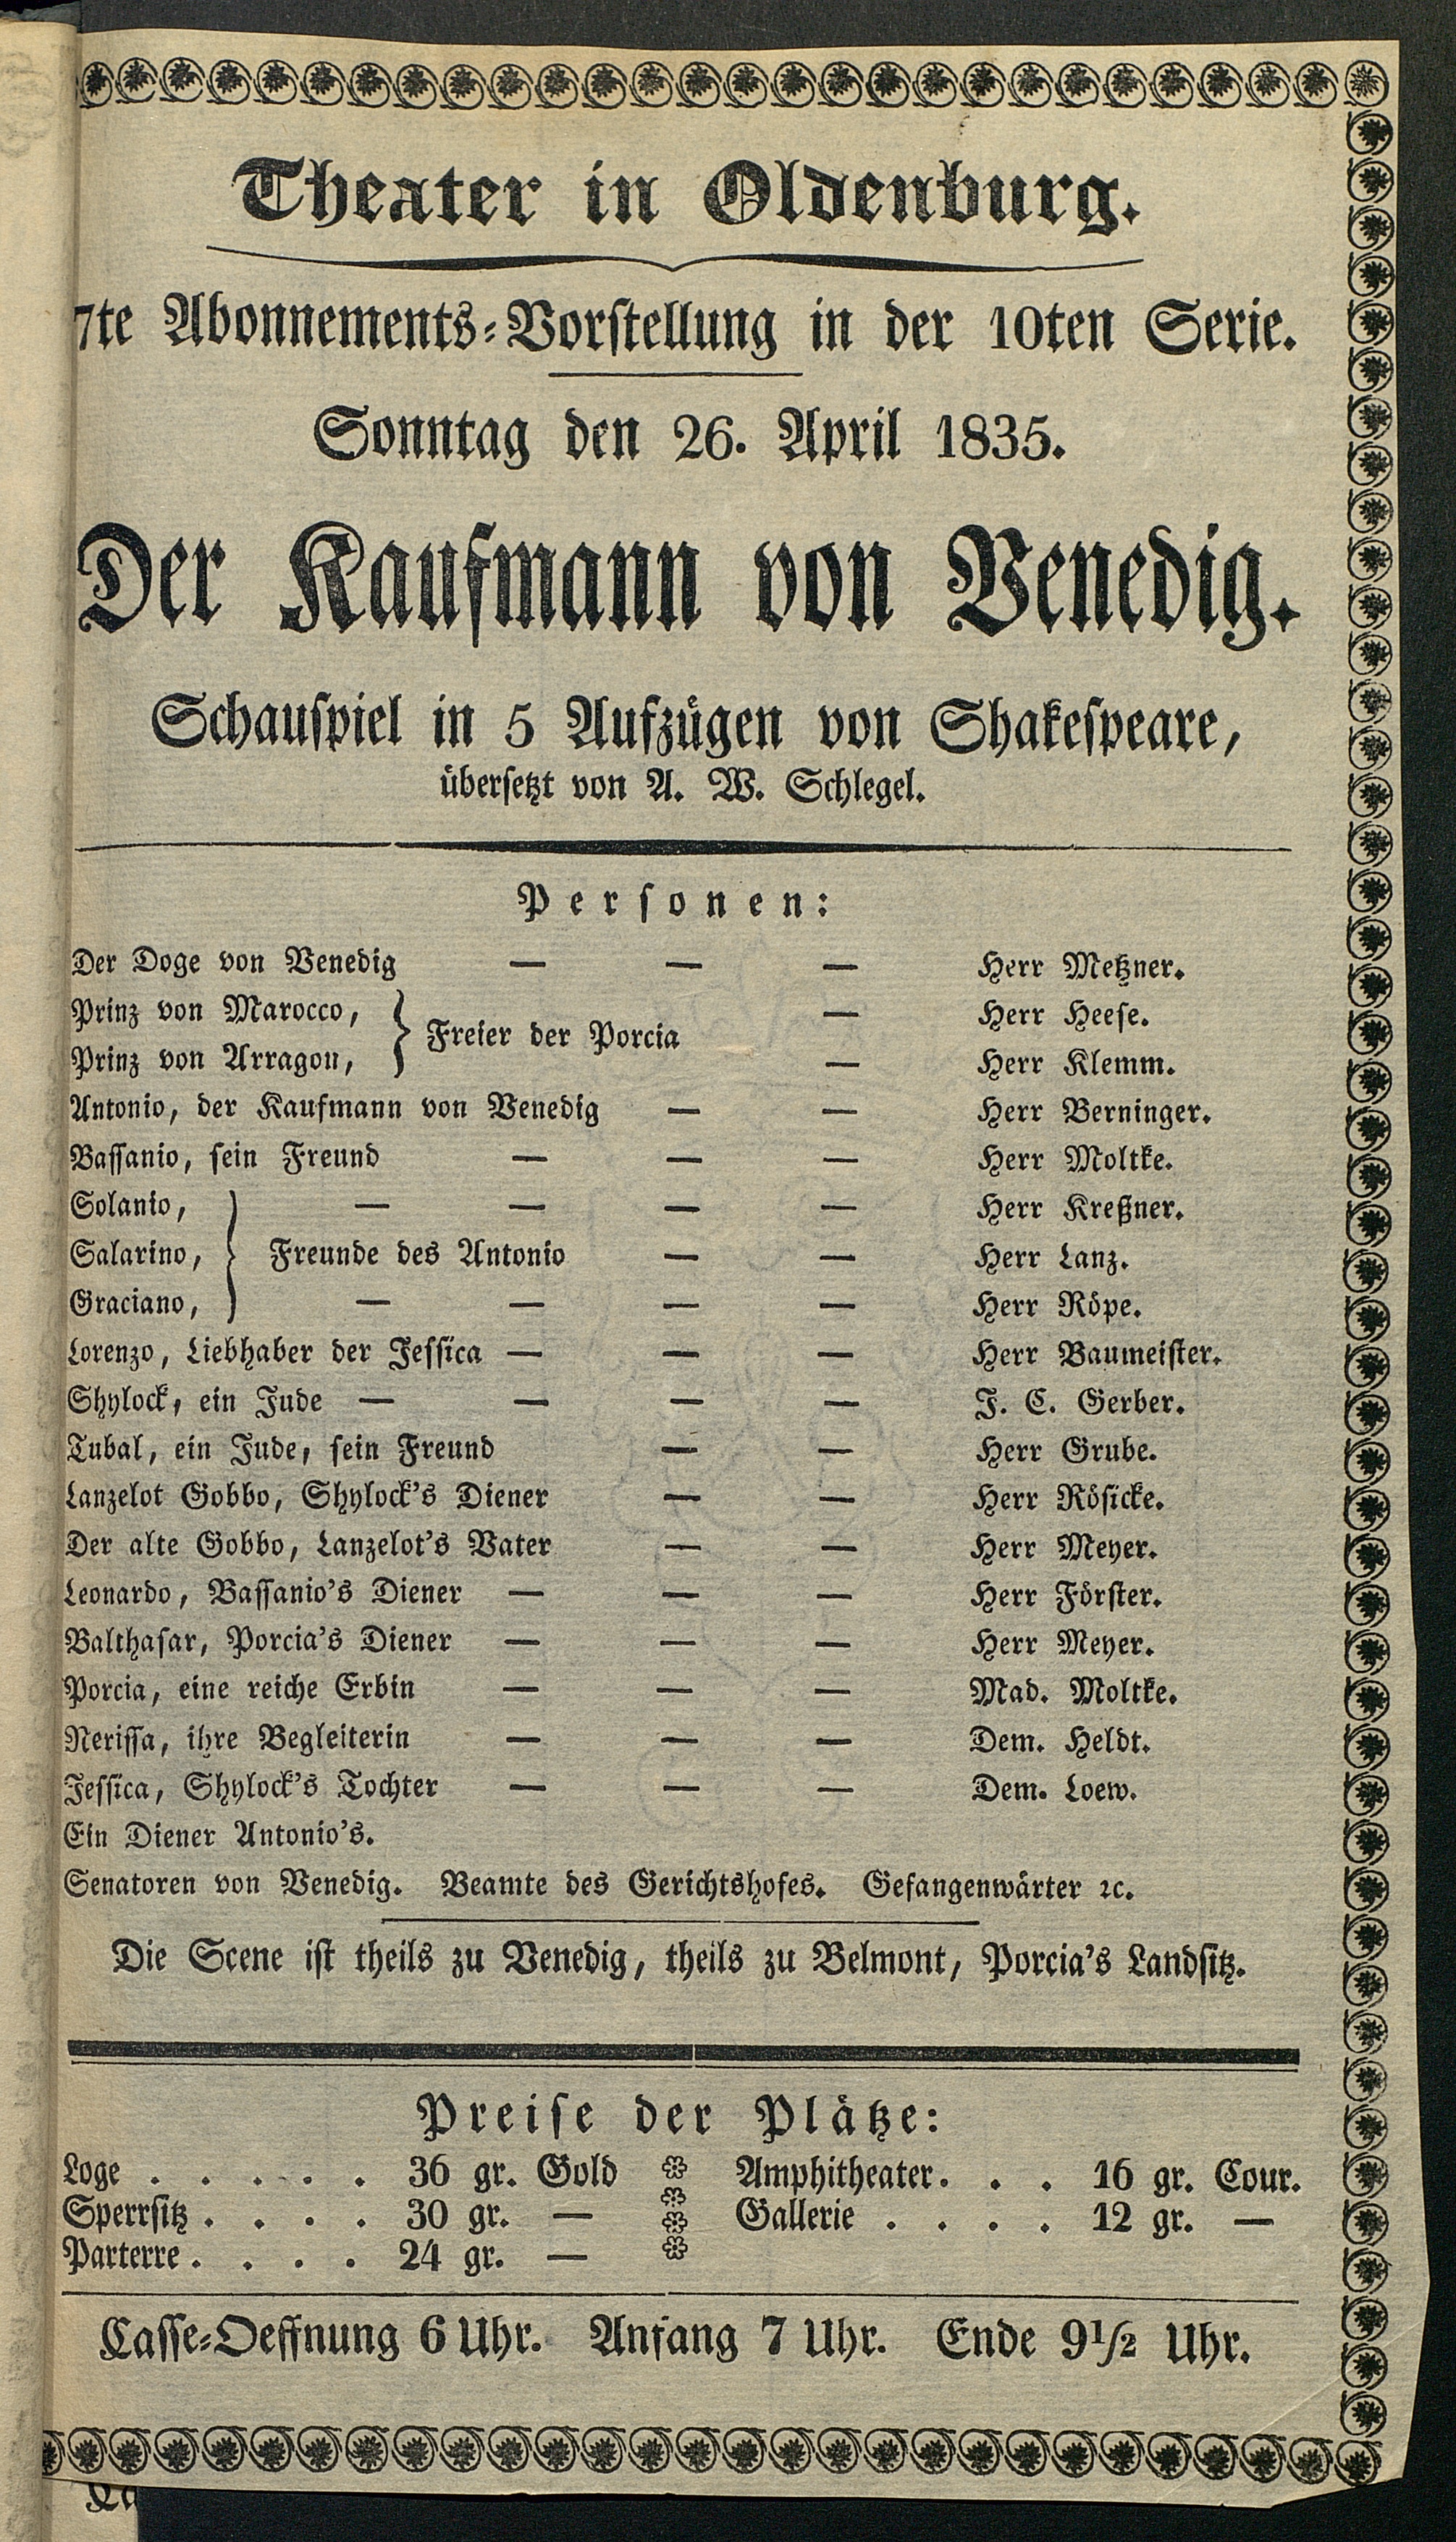 Theater in Oldenburg.
7te Abonnements-Vorstellung in der 10ten Serie.
Sonntag den 26. April 1835.
Der Kaufmann von Venedig.
Schauspiel in 5 Aufzügen von Shakespeare,
übersetzt von A. W. Schlegel.
Personen:
Der Doge von Venedig — — — Herr Metzner.
Prinz von Marocco, — Herr Heese.
Freier der Porcia
Prinz von Arragon, — Herr Klemm.
Antonio, der Kaufmann von Venedig — — Herr Berninger.
Bassanio, sein Freund — — — Herr Moltke.
Solanio, — — — — Herr Kreßner.
Salarino, Freunde des Antonio — — Herr Lanz.
Graciano, — — — — Herr Röpe.
Lorenzo, Liebhaber der Jessica — — — Herr Baumeister.
Shylock, ein Jude — — — — J. C. Gerber.
Tubal, ein Jude, sein Freund — — Herr Grube.
Lanzelot Gobbo, Shylock's Diener — — Herr Rösicke.
Der alte Gobbo, Lanzelot's Vater — — Herr Meyer.
Leonardo, Bassanio's Diener — — — Herr Förster.
Balthasar, Porcia's Diener — — — Herr Meyer.
Porcia, eine reiche Erbin — — — Mad. Moltke.
Nerissa, ihre Begleiterin — — — Dem. Heldt.
Jessica, Shylock's Tochter — — — Dem. Loew.
Ein Diener Antonio's.
Senatoren von Venedig. Beamte des Gerichtshofes. Gefangenwärter ꝛc.
Die Scene ist theils zu Venedig, theils zu Belmont, Porcia's Landsitz.
Preise der Plätze:
Loge . . . . . 36 gr. Gold Amphitheater. . . 16 gr. Cour.
Sperrsitz . . . . 30 gr. — Gallerie . . . . 12 gr. —
Parterre . . . . 24 gr. —
Casse-Oeffnung 6 Uhr. Anfang 7 Uhr. Ende 9½ Uhr.